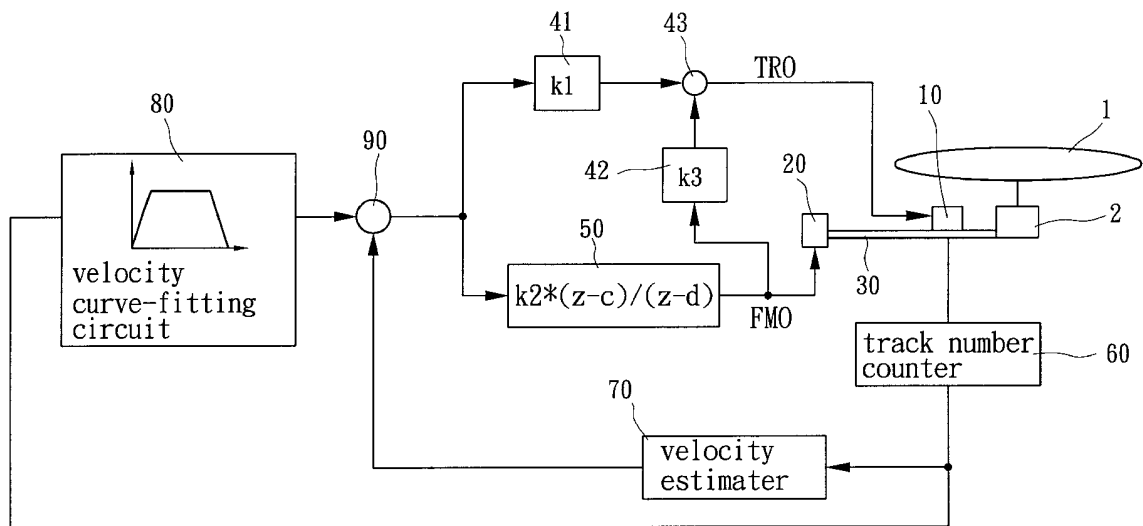 41
43
k1
TRO
80
90
42
k3
10
1
20
2
50
30
velocity
curve-fitting
circuit
k2*(z-c)/(z-d)
FMO
track number
counter
60
70
velocity
estimater